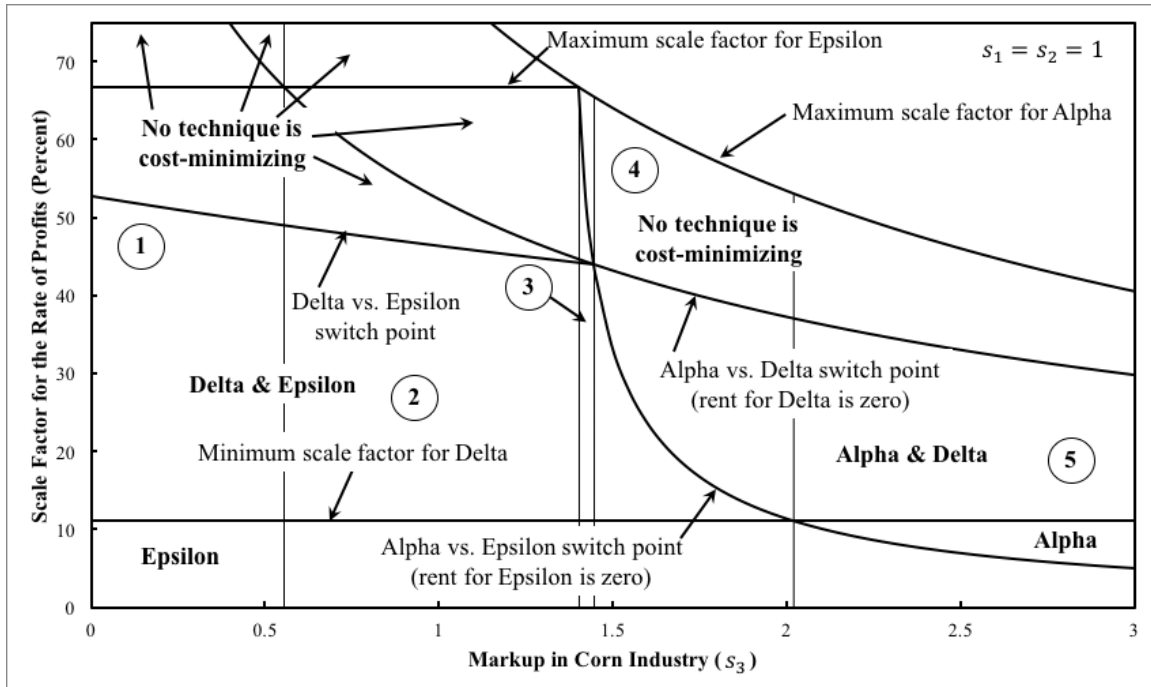 70
60
50
40
30
20
10
0
Scale Factor for the Rate of Profits (Percent)
Maximum scale factor for Epsilon
s₁ = s₂ = 1
Maximum scale factor for Alpha
No technique is
cost-minimizing
4
No technique is
cost-minimizing
1
3
Delta vs. Epsilon
switch point
Alpha vs. Delta switch point
(rent for Delta is zero)
Delta & Epsilon
2
Minimum scale factor for Delta
Alpha & Delta
5
Alpha vs. Epsilon switch point
(rent for Epsilon is zero)
Epsilon
Alpha
0 0.5 1 1.5 2 2.5 3
Markup in Corn Industry (s₃)